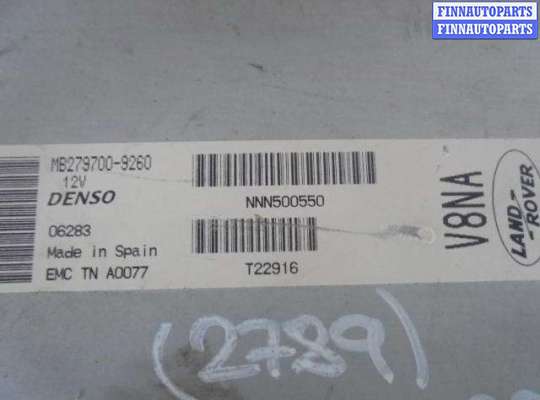 FINNAUTOPARTS
FINNAUTOPARTS
MB279700-9260
12V
DENSO
NNN500550
06283
Made in Spain
EMC TN A0077
T22916
V8NA
LAND-
ROVER
(2789)